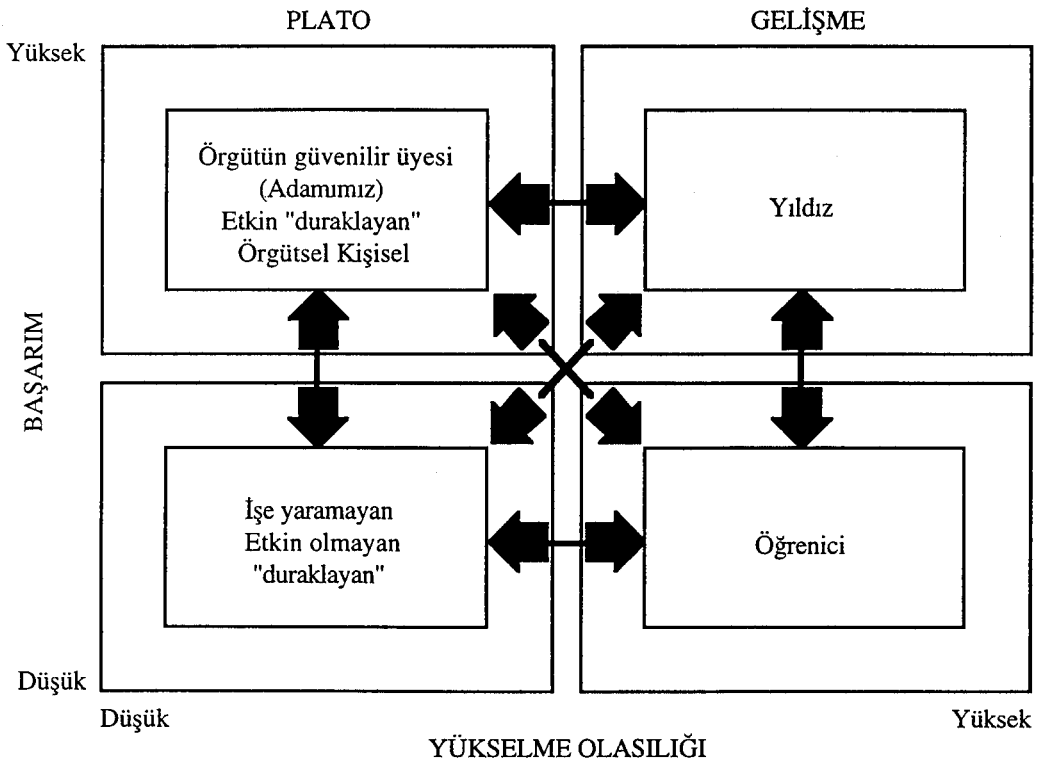 PLATO
GELİŞME
Yüksek
Örgütün güvenilir üyesi
(Adamımız)
Etkin "duraklayan"
Örgütsel Kişisel
Yıldız
BAŞARIM
İşe yaramayan
Etkin olmayan
"duraklayan"
Öğrenici
Düşük
Düşük
Yüksek
YÜKSELME OLASILIĞI